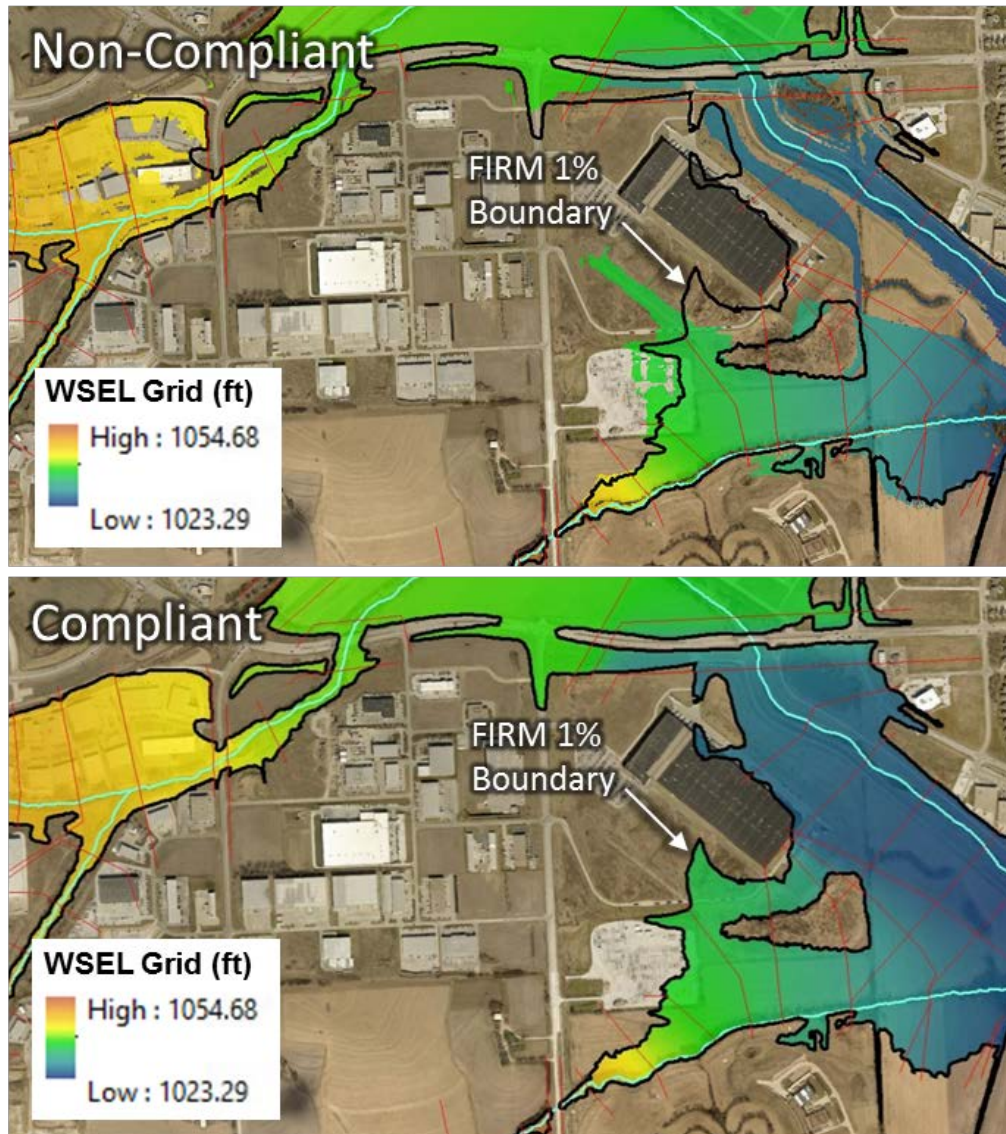 Non-Compliant
FIRM 1%
Boundary
WSEL Grid (ft)
High : 1054.68
Low : 1023.29
Compliant
FIRM 1%
Boundary
WSEL Grid (ft)
High : 1054.68
Low : 1023.29